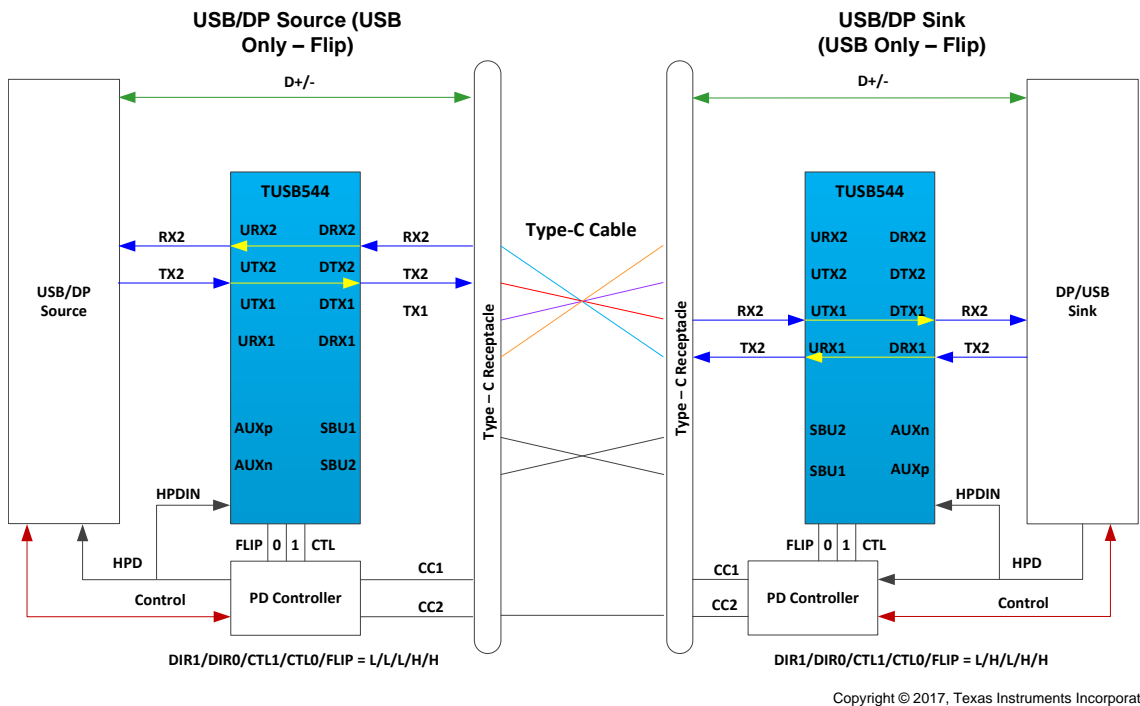 USB/DP Source (USB
Only – Flip)
USB/DP Sink
(USB Only – Flip)
D+/-
D+/-
TUSB544
TUSB544
Type-C Cable
RX2
URX2
DRX2
RX2
URX2
DRX2
TX2
UTX2
DTX2
TX2
UTX2
DTX2
USB/DP
Source
UTX1
DTX1
TX1
RX2
UTX1
DTX1
RX2
DP/USB
Sink
URX1
DRX1
TX2
URX1
DRX1
TX2
Type – C Receptacle
Type – C Receptacle
AUXp
SBU1
SBU2
AUXn
AUXn
SBU2
SBU1
AUXp
HPDIN
HPDIN
FLIP
0
1
CTL
FLIP
0
1
CTL
HPD
CC1
CC1
HPD
Control
PD Controller
CC2
CC2
PD Controller
Control
DIR1/DIR0/CTL1/CTL0/FLIP = L/L/L/H/H
DIR1/DIR0/CTL1/CTL0/FLIP = L/H/L/H/H
Copyright © 2017, Texas Instruments Incorporat